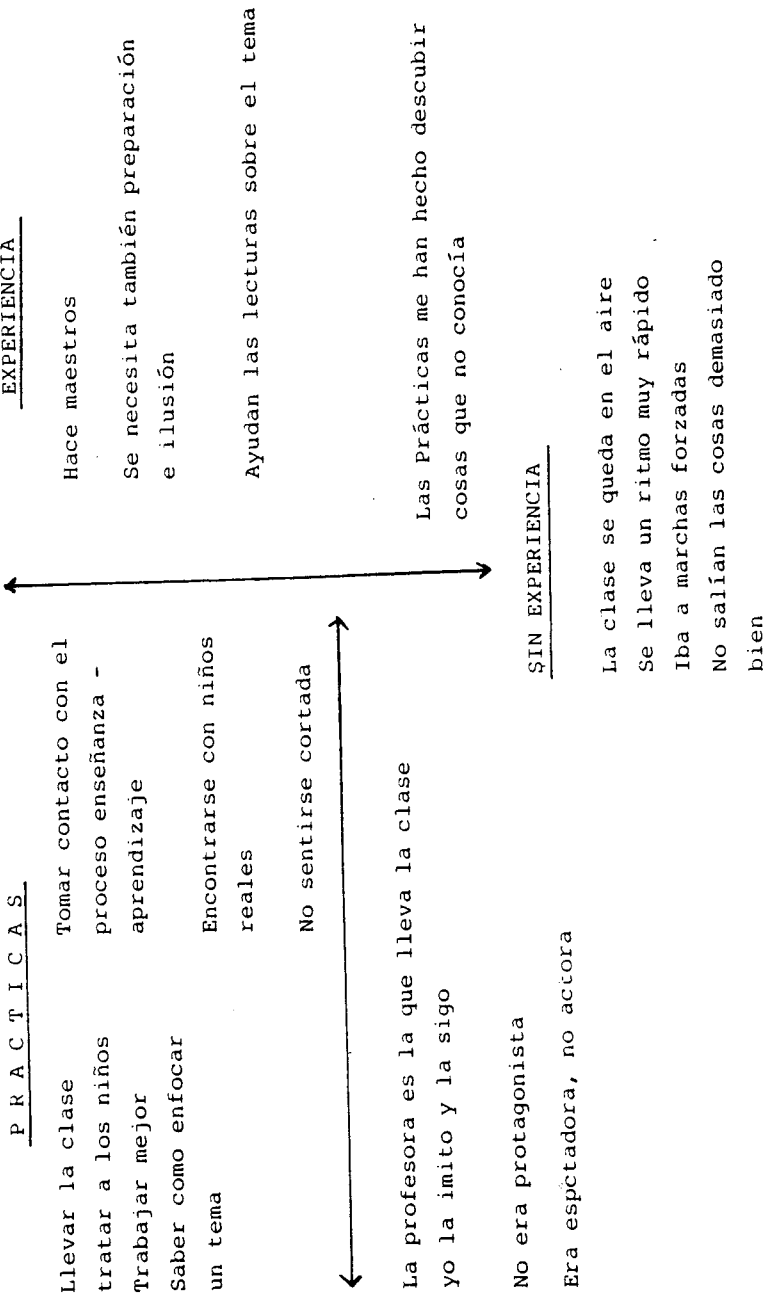 P R A C T I C A S
Llevar la clase
tratar a los niños
Trabajar mejor
Saber como enfocar
un tema
Tomar contacto con el
proceso enseñanza -
aprendizaje
Encontrarse con niños
reales
No sentirse cortada
La profesora es la que lleva la clase
yo la imito y la sigo
No era protagonista
Era espctadora, no actora
EXPERIENCIA
Hace maestros
Se necesita también preparación
e ilusión
Ayudan las lecturas sobre el tema
Las Prácticas me han hecho descubir
cosas que no conocía
SIN EXPERIENCIA
La clase se queda en el aire
Se lleva un ritmo muy rápido
Iba a marchas forzadas
No salían las cosas demasiado
bien